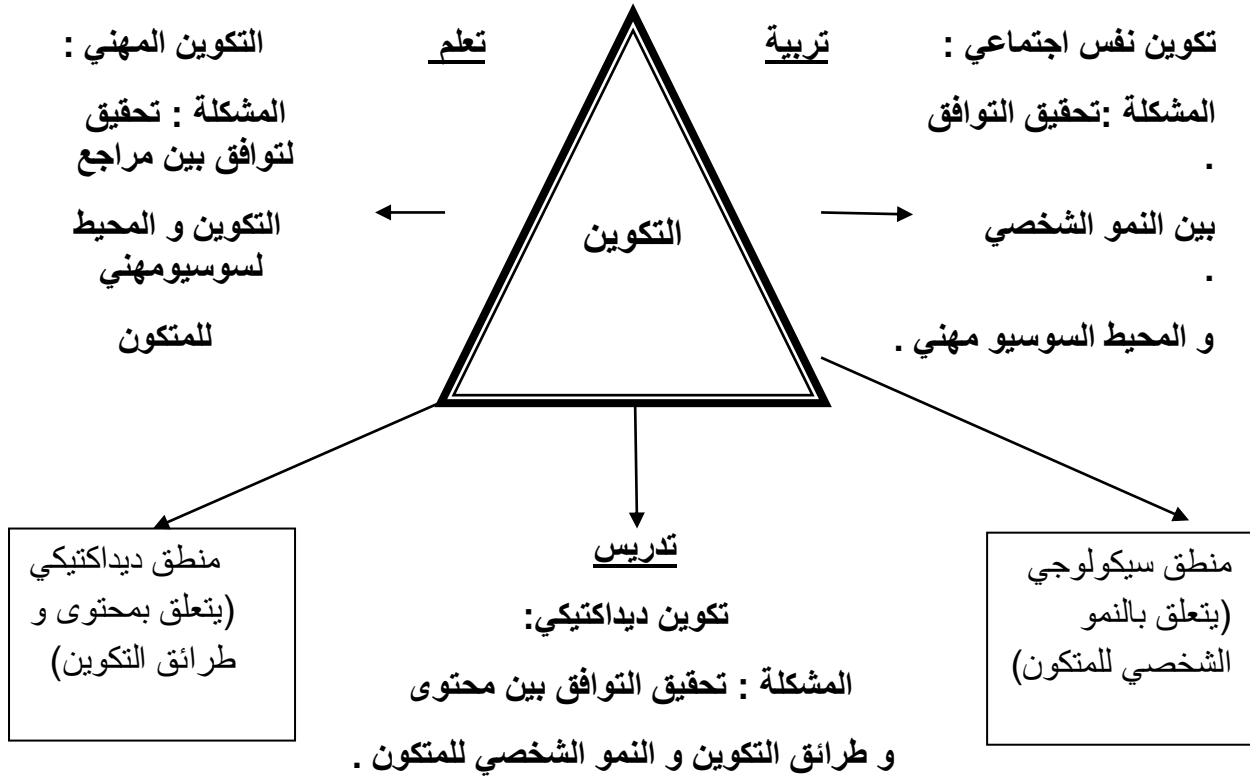 تكوين نفس اجتماعي :
المشكلة :تحقيق التوافق
.
بين النمو الشخصي
.
و المحيط السوسيو مهني .
تربية
تعلم
التكوين المهني :
المشكلة : تحقيق
لتوافق بين مراجع
التكوين و المحيط
لسوسيومهني
للمتكون
التكوين
منطق سيكولوجي
(يتعلق بالنمو
الشخصي للمتكون)
تدريس
تكوين ديداكتيكي:
المشكلة : تحقيق التوافق بين محتوى
و طرائق التكوين و النمو الشخصي للمتكون .
منطق ديداكتيكي
(يتعلق بمحتوى و
طرائق التكوين)